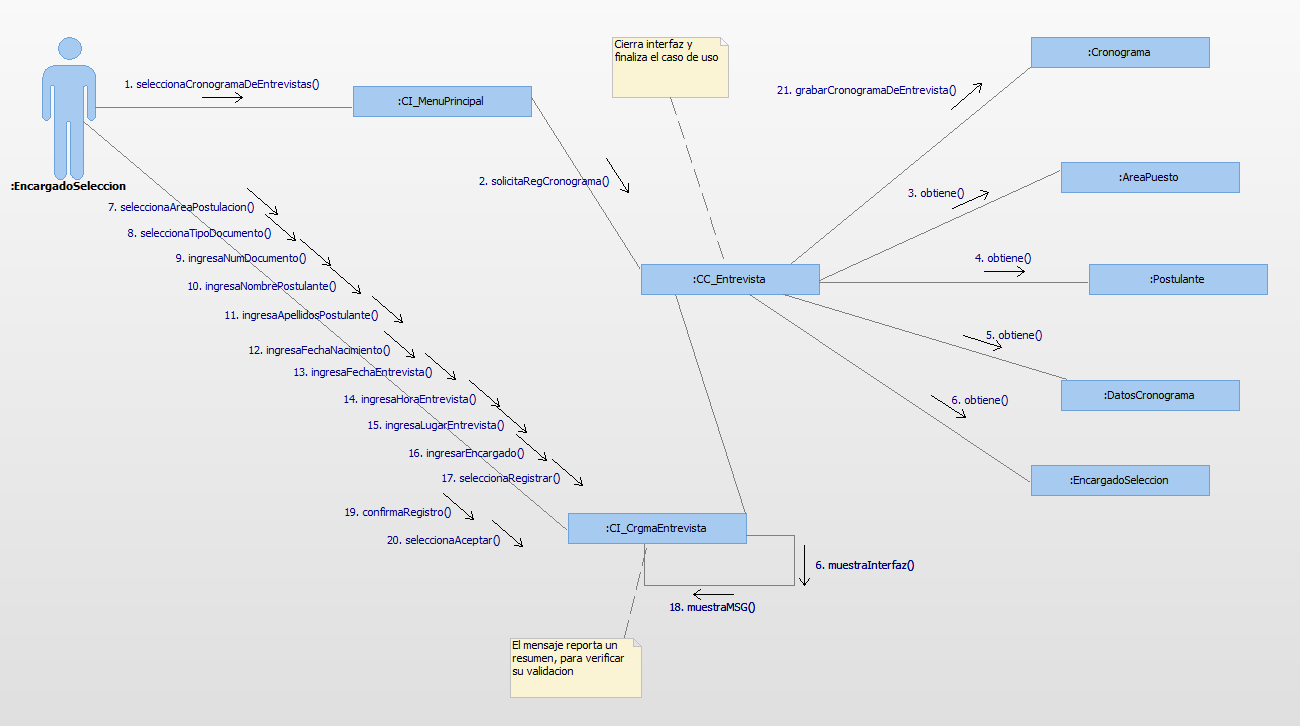 Cierra interfaz y
finaliza el caso de uso
:Cronograma
1. seleccionaCronogramaDeEntrevistas()
21. grabarCronogramaDeEntrevista()
:CI_MenuPrincipal
:EncargadoSeleccion
2. solicitaRegCronograma()
:AreaPuesto
3. obtiene()
7. seleccionaAreaPostulacion()
8. seleccionaTipoDocumento()
9. ingresaNumDocumento()
4. obtiene()
:CC_Entrevista
:Postulante
10. ingresaNombrePostulante()
11. ingresaApellidosPostulante()
5. obtiene()
12. ingresaFechaNacimiento()
13. ingresaFechaEntrevista()
:DatosCronograma
14. ingresaHoraEntrevista()
6. obtiene()
15. ingresaLugarEntrevista()
16. ingresarEncargado()
17. seleccionaRegistrar()
:EncargadoSeleccion
19. confirmaRegistro()
:CI_CrgmaEntrevista
20. seleccionaAceptar()
6. muestraInterfaz()
18. muestraMSG()
El mensaje reporta un
resumen, para verificar
su validacion